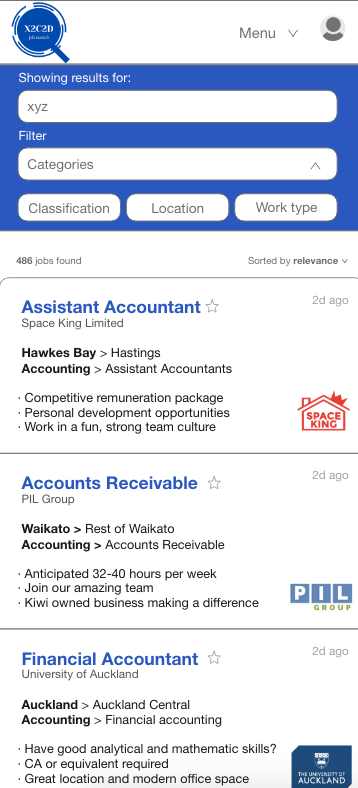 X2C2D
job search
Menu
Showing results for:
xyz
Filter
Categories
Classification
Location
Work type
486 jobs found
Sorted by relevance
Assistant Accountant
2d ago
Space King Limited
Hawkes Bay > Hastings
Accounting > Assistant Accountants
· Competitive remuneration package
· Personal development opportunities
· Work in a fun, strong team culture
SPACE
KING
Accounts Receivable
2d ago
PIL Group
Waikato > Rest of Waikato
Accounting > Accounts Receivable
· Anticipated 32-40 hours per week
· Join our amazing team
· Kiwi owned business making a difference
PIL
GROUP
Financial Accountant
2d ago
University of Auckland
Auckland > Auckland Central
Accounting > Financial accounting
· Have good analytical and mathematic skills?
· CA or equivalent required
· Great location and modern office space
THE UNIVERSITY OF
AUCKLAND